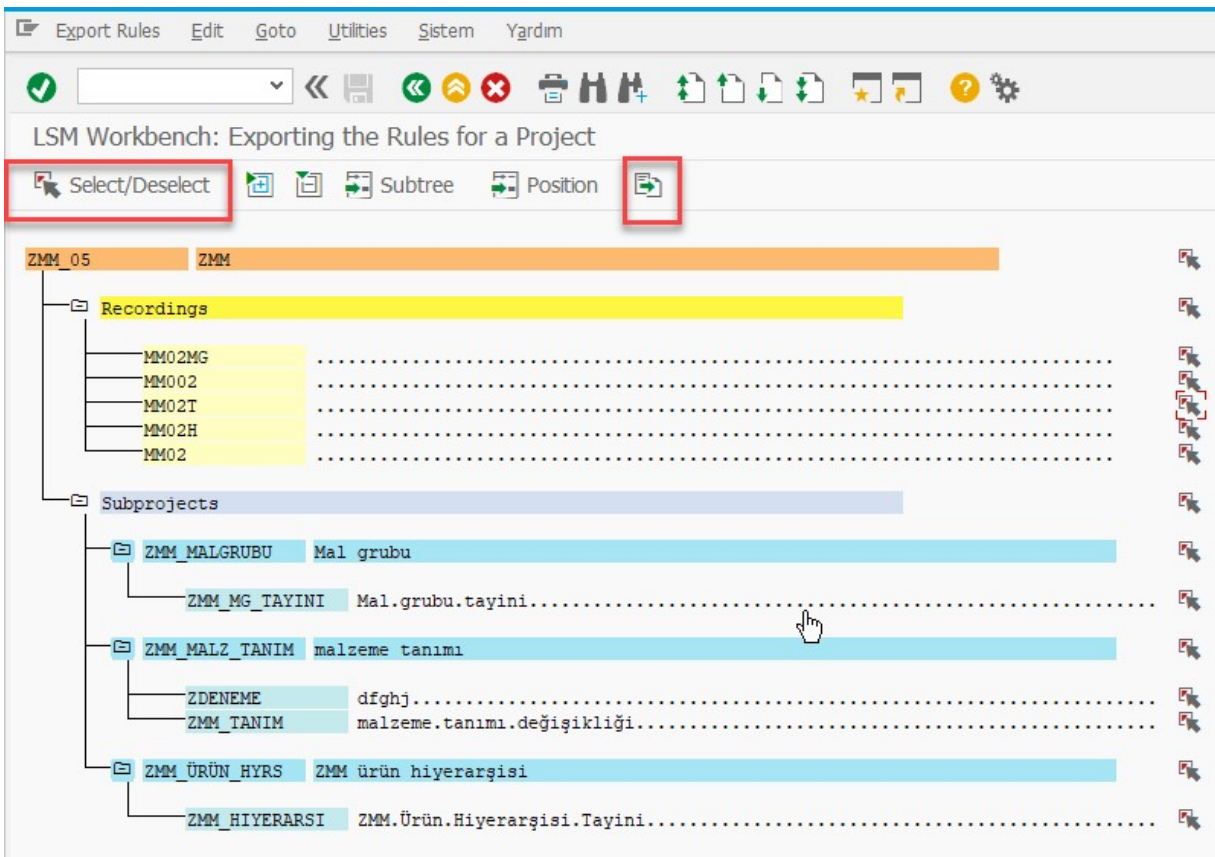 Export Rules Edit Goto Utilities Sistem Yardım
LSM Workbench: Exporting the Rules for a Project
Select/Deselect Subtree Position
ZMM_05 ZMM
Recordings
MM02MG ...........................................................................
MM002 ...........................................................................
MM02T ...........................................................................
MM02H ...........................................................................
MM02 ...........................................................................
Subprojects
ZMM_MALGRUBU Mal grubu
ZMM_MG_TAYINI Mal.grubu.tayini...........................................................
ZMM_MALZ_TANIM malzeme tanımı
ZDENEME dfghj......................................................................
ZMM_TANIM malzeme.tanımı.değişikliği.................................................
ZMM_ÜRÜN_HYRS ZMM ürün hiyerarşisi
ZMM_HIYERARSI ZMM.Ürün.Hiyerarşisi.Tayini................................................